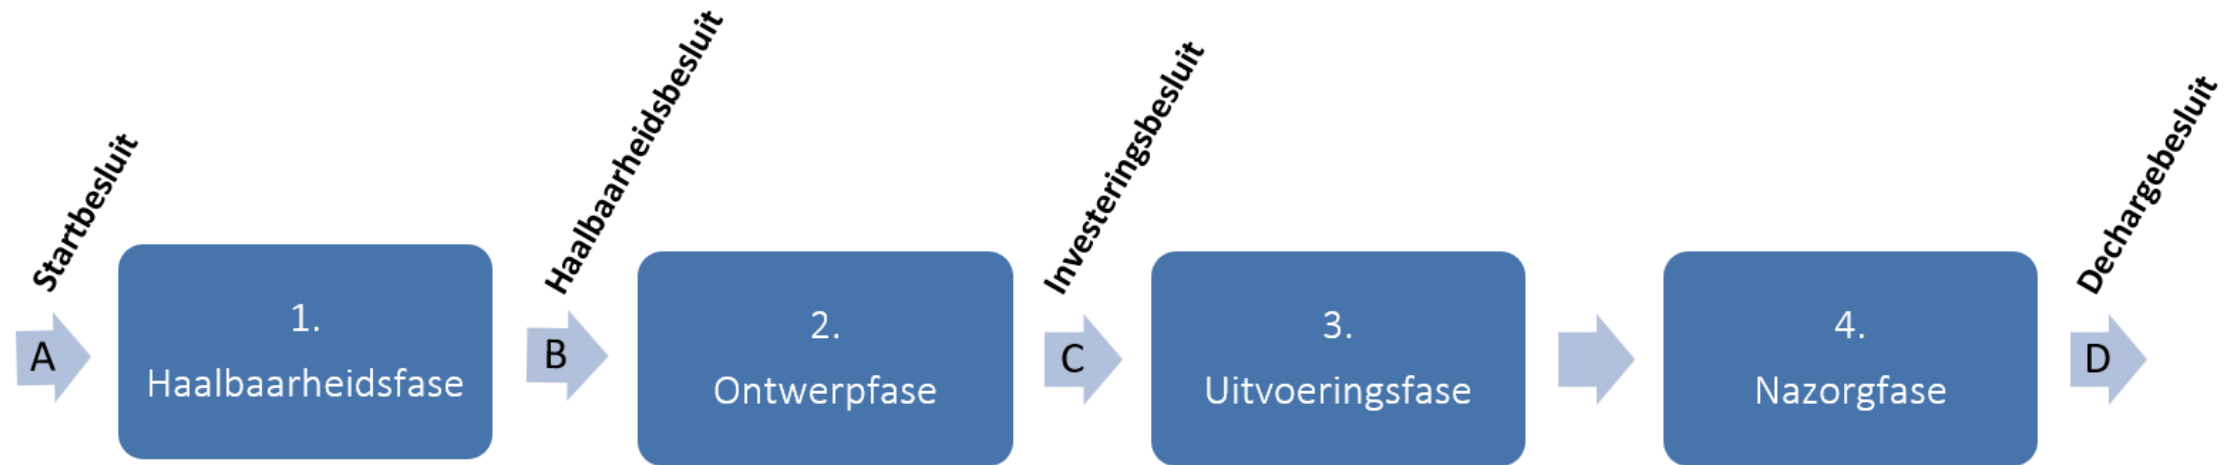 Startbesluit
A
1.
Haalbaarheidsfase
Haalbaarheidsbesluit
B
2.
Ontwerpfase
Investeringsbesluit
C
3.
Uitvoeringsfase
4.
Nazorgfase
Dechargebesluit
D